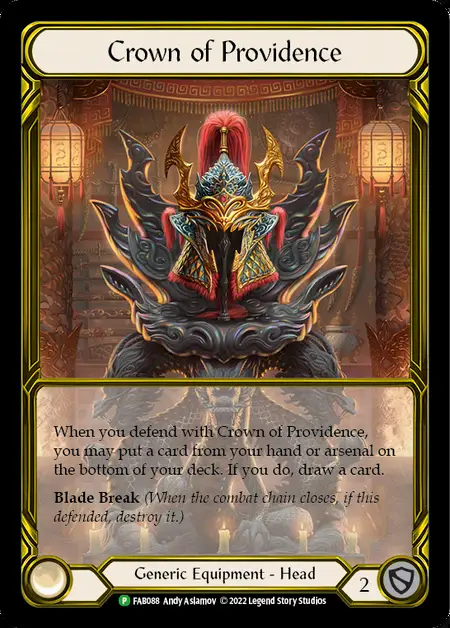 Crown of Providence
When you defend with Crown of Providence,
you may put a card from your hand or arsenal on
the bottom of your deck. If you do, draw a card.
Blade Break (When the combat chain closes, if this
defended, destroy it.)
Generic Equipment - Head
2
P FAB088 Andy Aslamov © 2022 Legend Story Studios